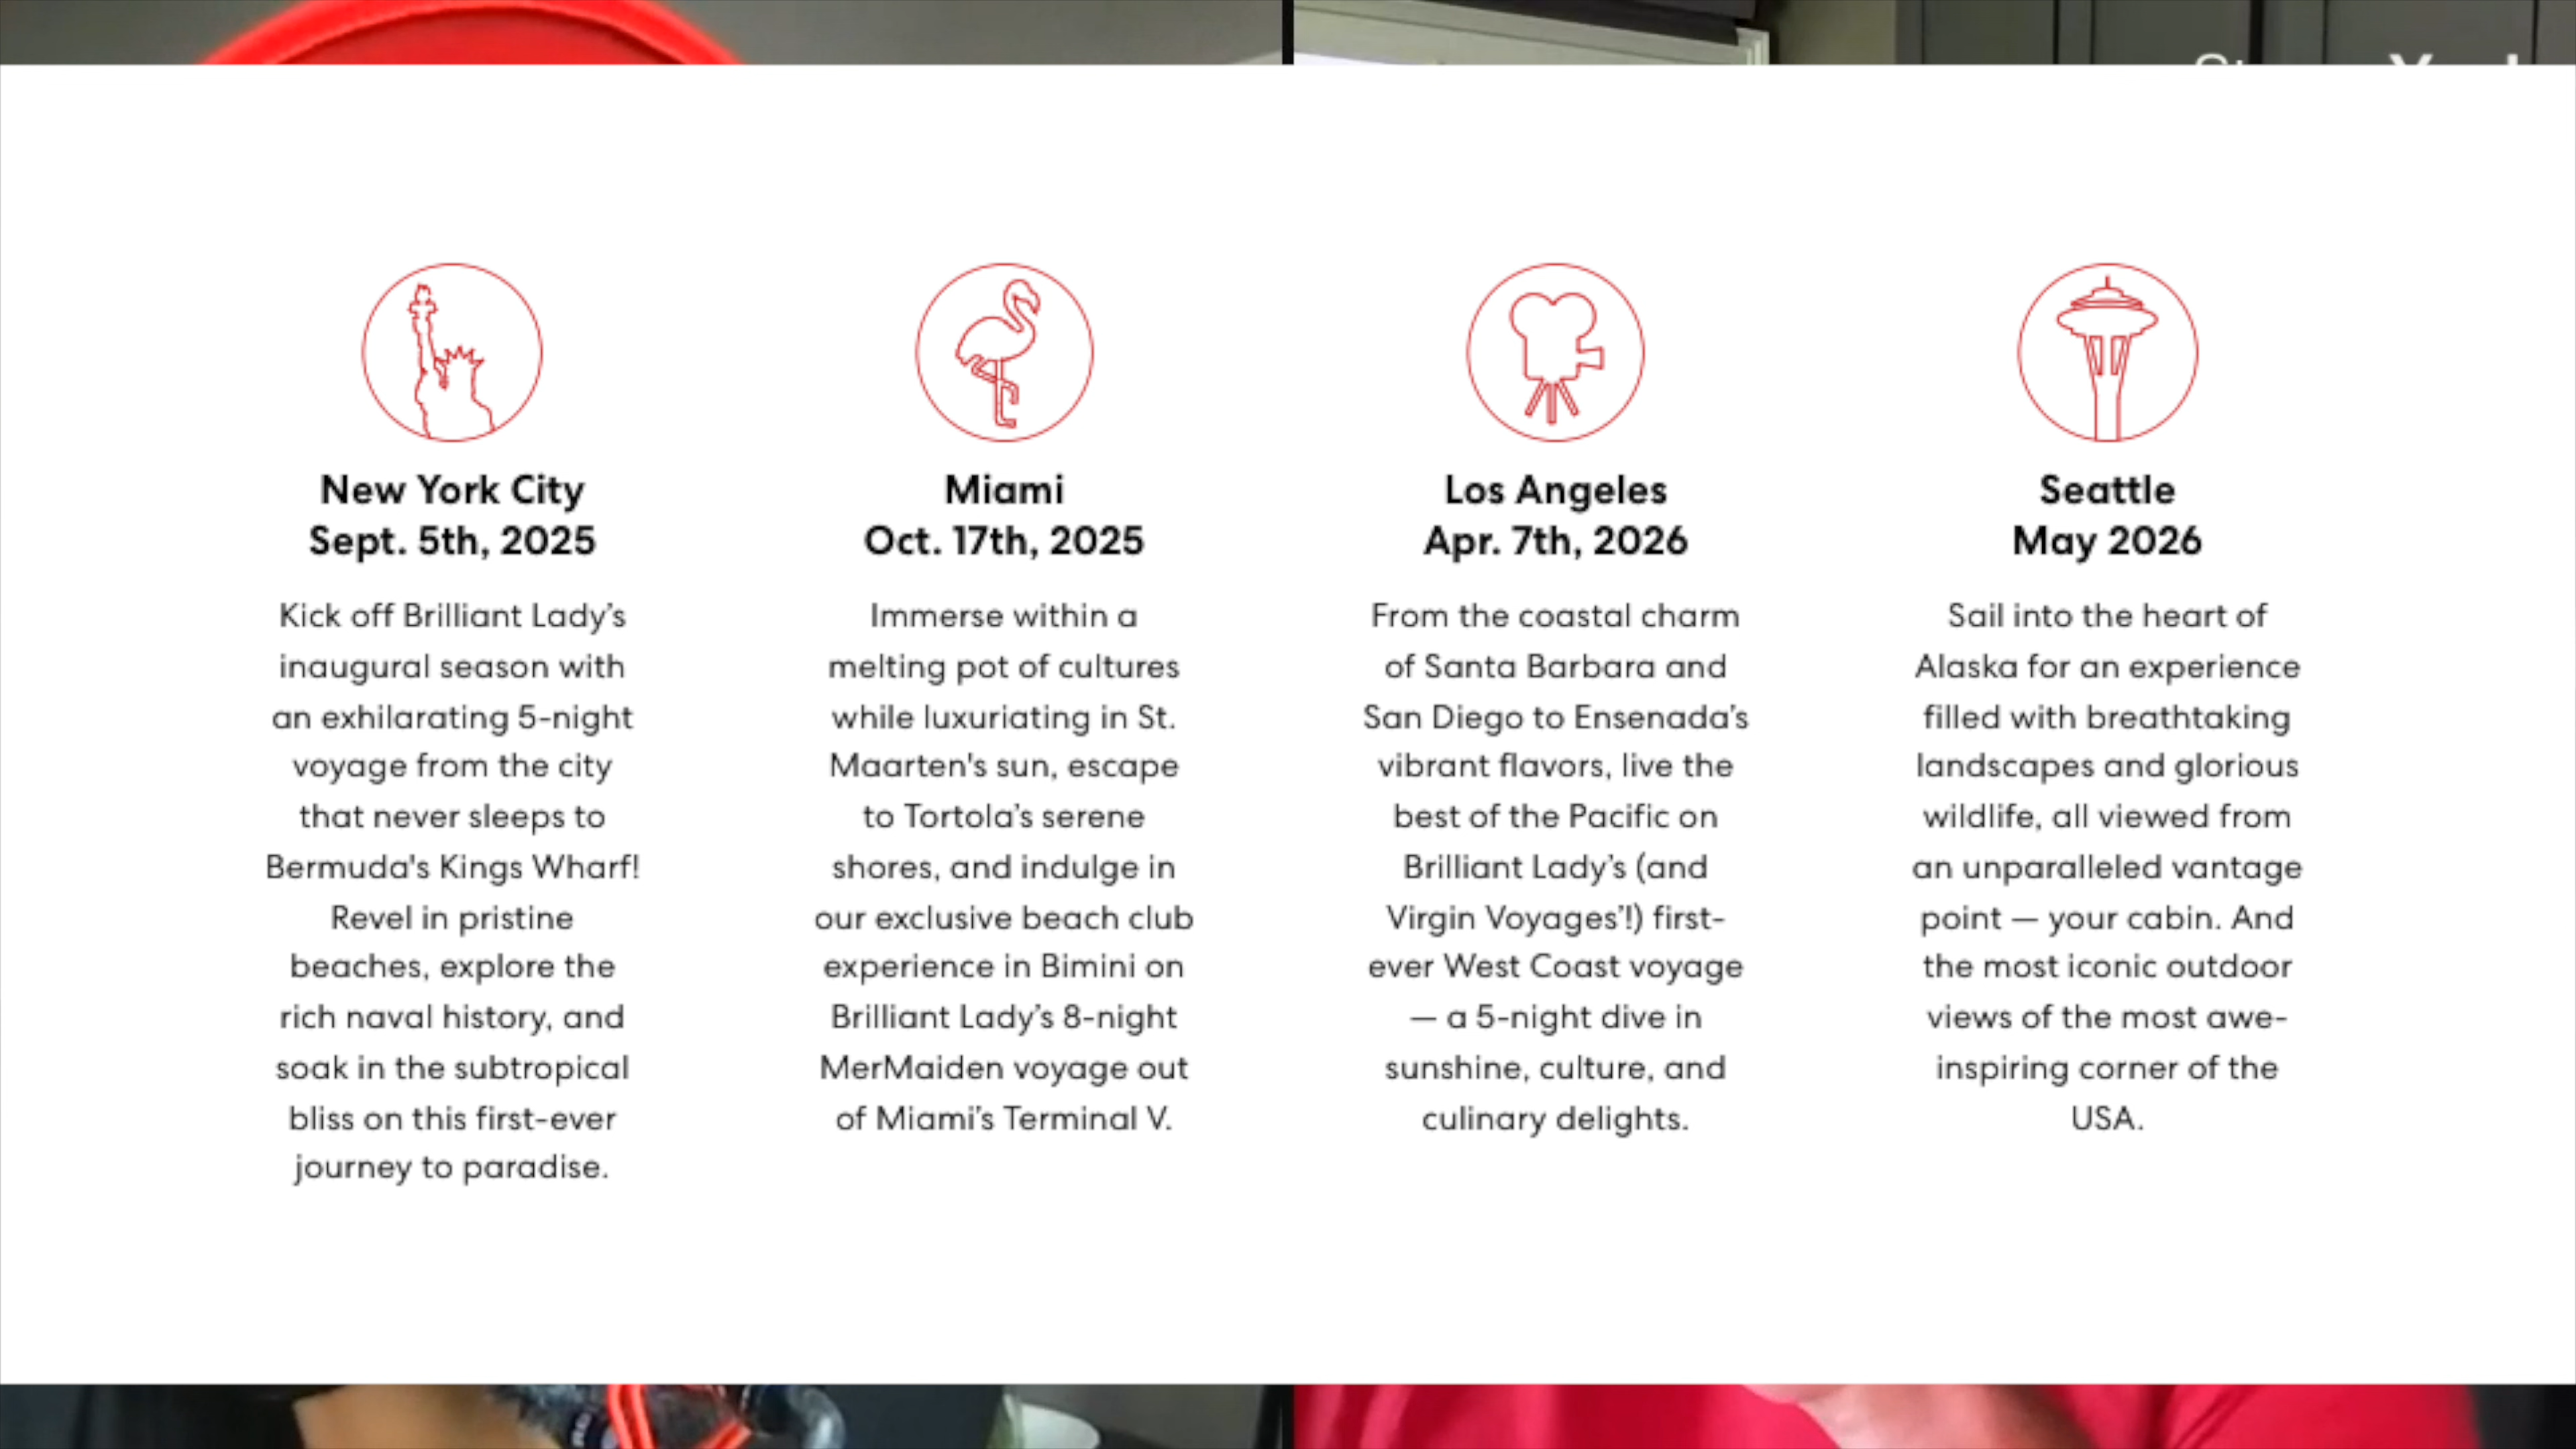 New York City
Sept. 5th, 2025
Kick off Brilliant Lady’s
inaugural season with
an exhilarating 5-night
voyage from the city
that never sleeps to
Bermuda's Kings Wharf!
Revel in pristine
beaches, explore the
rich naval history, and
soak in the subtropical
bliss on this first-ever
journey to paradise.
Miami
Oct. 17th, 2025
Immerse within a
melting pot of cultures
while luxuriating in St.
Maarten's sun, escape
to Tortola’s serene
shores, and indulge in
our exclusive beach club
experience in Bimini on
Brilliant Lady’s 8-night
MerMaiden voyage out
of Miami’s Terminal V.
Los Angeles
Apr. 7th, 2026
From the coastal charm
of Santa Barbara and
San Diego to Ensenada’s
vibrant flavors, live the
best of the Pacific on
Brilliant Lady’s (and
Virgin Voyages’!) first-
ever West Coast voyage
— a 5-night dive in
sunshine, culture, and
culinary delights.
Seattle
May 2026
Sail into the heart of
Alaska for an experience
filled with breathtaking
landscapes and glorious
wildlife, all viewed from
an unparalleled vantage
point — your cabin. And
the most iconic outdoor
views of the most awe-
inspiring corner of the
USA.